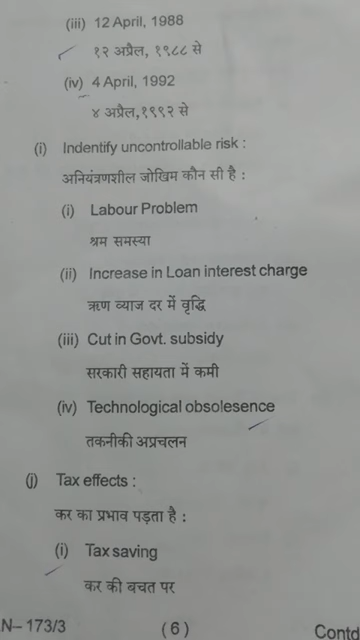 (iii) 12 April, 1988
१२ अप्रैल, १९८८ से
(iv) 4 April, 1992
४ अप्रैल,१९९२ से
(i) Indentify uncontrollable risk :
अनियंत्रणशील जोखिम कौन सी है :
(i) Labour Problem
श्रम समस्या
(ii) Increase in Loan interest charge
ऋण व्याज दर में वृद्धि
(iii) Cut in Govt. subsidy
सरकारी सहायता में कमी
(iv) Technological obsolesence
तकनीकी अप्रचलन
(j) Tax effects :
कर का प्रभाव पड़ता है :
(i) Tax saving
कर की बचत पर
N– 173/3 (6) Contd